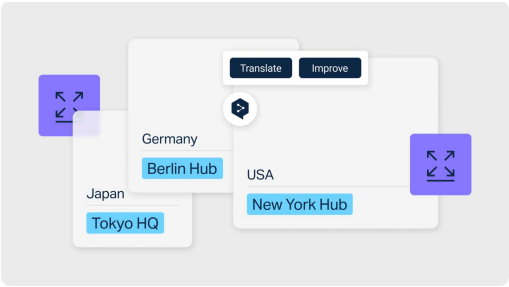 Translate
Improve
Germany
Berlin Hub
USA
New York Hub
Japan
Tokyo HQ